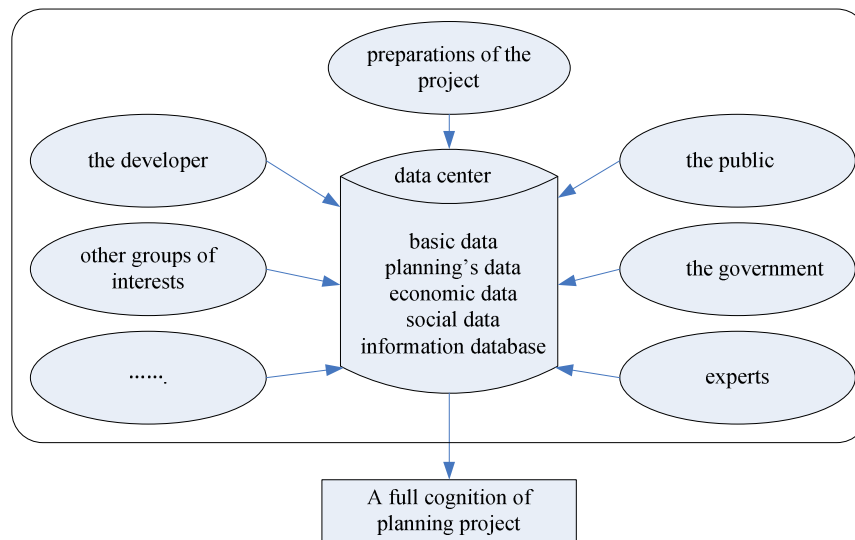 preparations of the
project
the developer
data center
the public
other groups of
interests
basic data
planning’s data
economic data
social data
information database
the government
…….
experts
A full cognition of
planning project